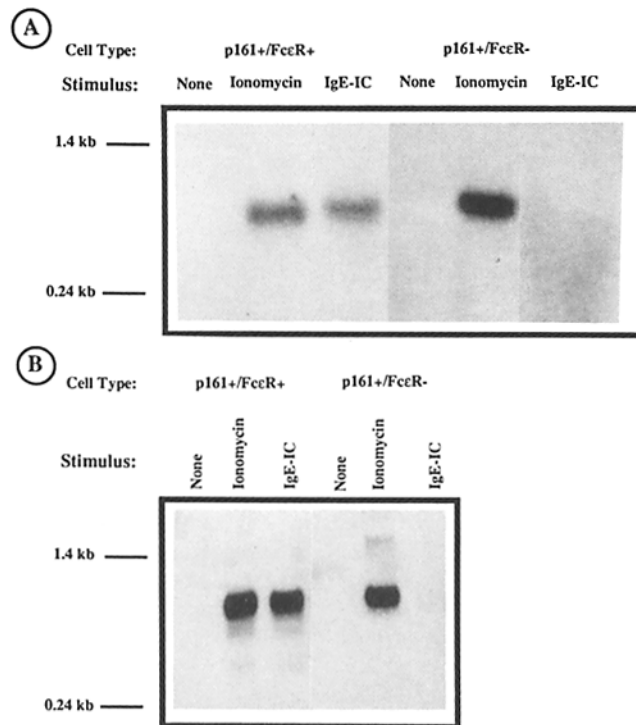 A
Cell Type: p161+/FcεR+ p161+/FcεR-
Stimulus: None Ionomycin IgE-IC None Ionomycin IgE-IC
1.4 kb
0.24 kb
B
Cell Type: p161+/FcεR+ p161+/FcεR-
Stimulus: None Ionomycin IgE-IC None Ionomycin IgE-IC
1.4 kb
0.24 kb